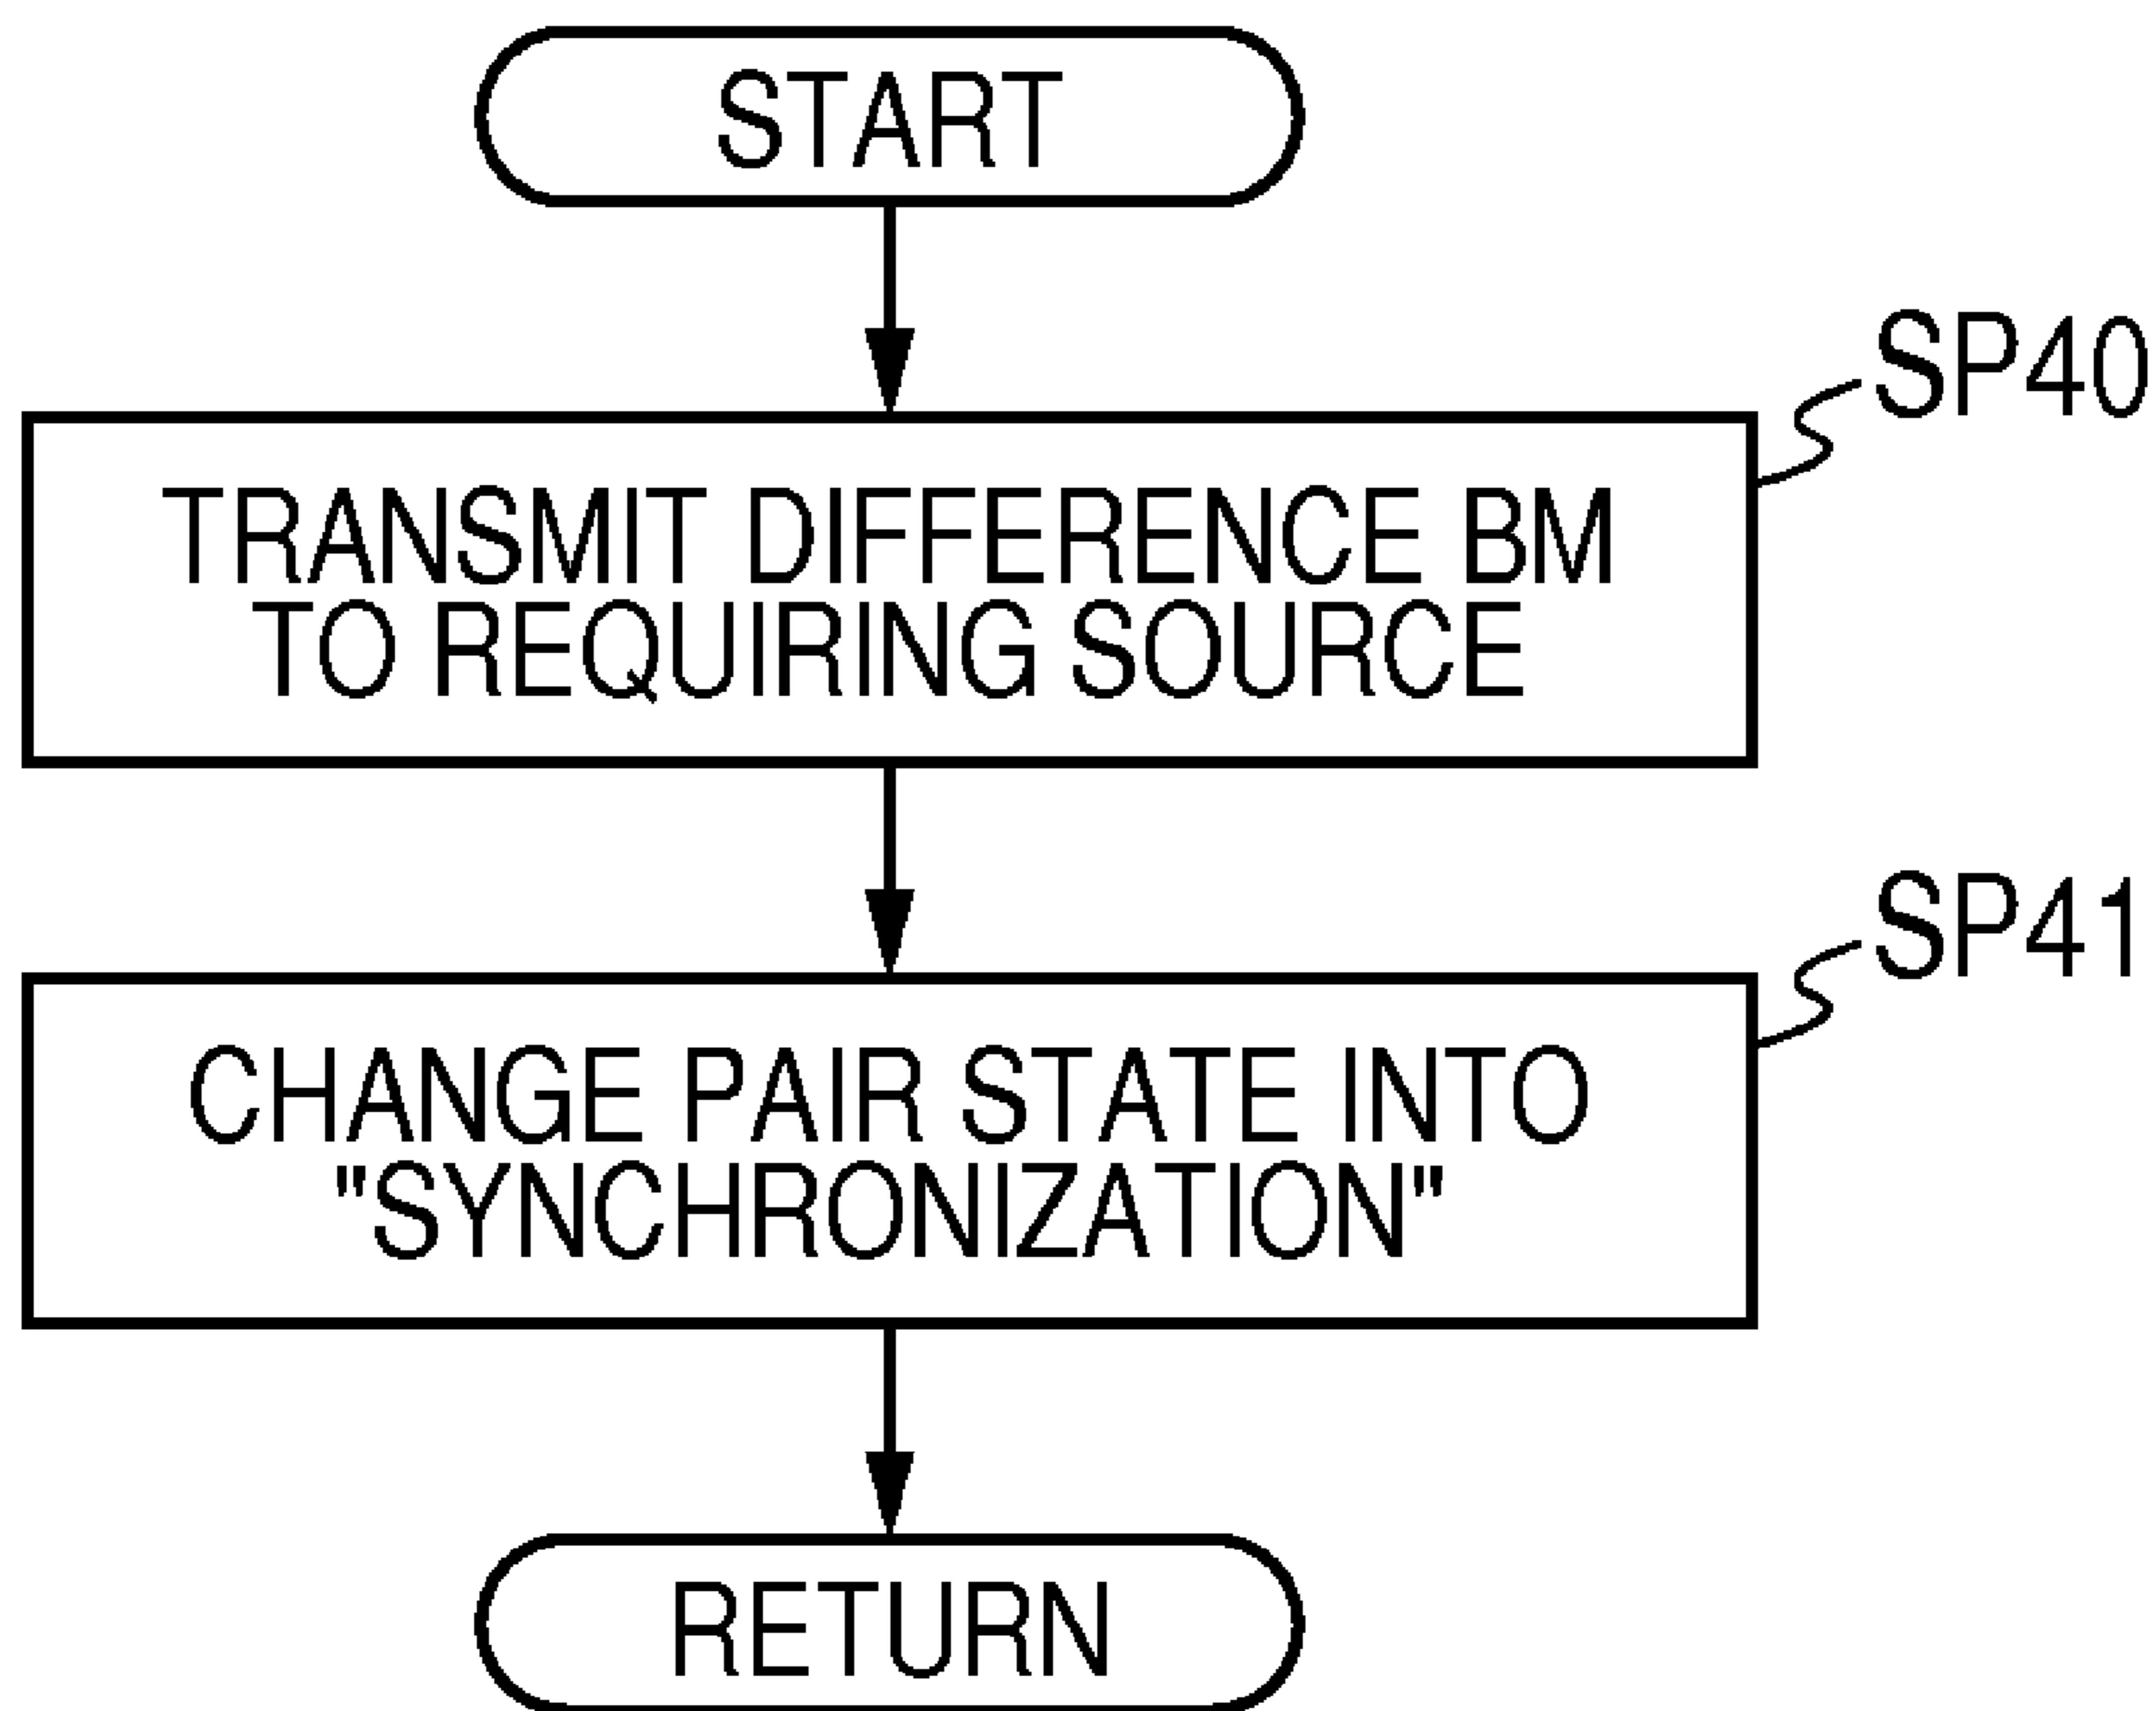 START
SP40
TRANSMIT DIFFERENCE BM
TO REQUIRING SOURCE
SP41
CHANGE PAIR STATE INTO
"SYNCHRONIZATION"
RETURN